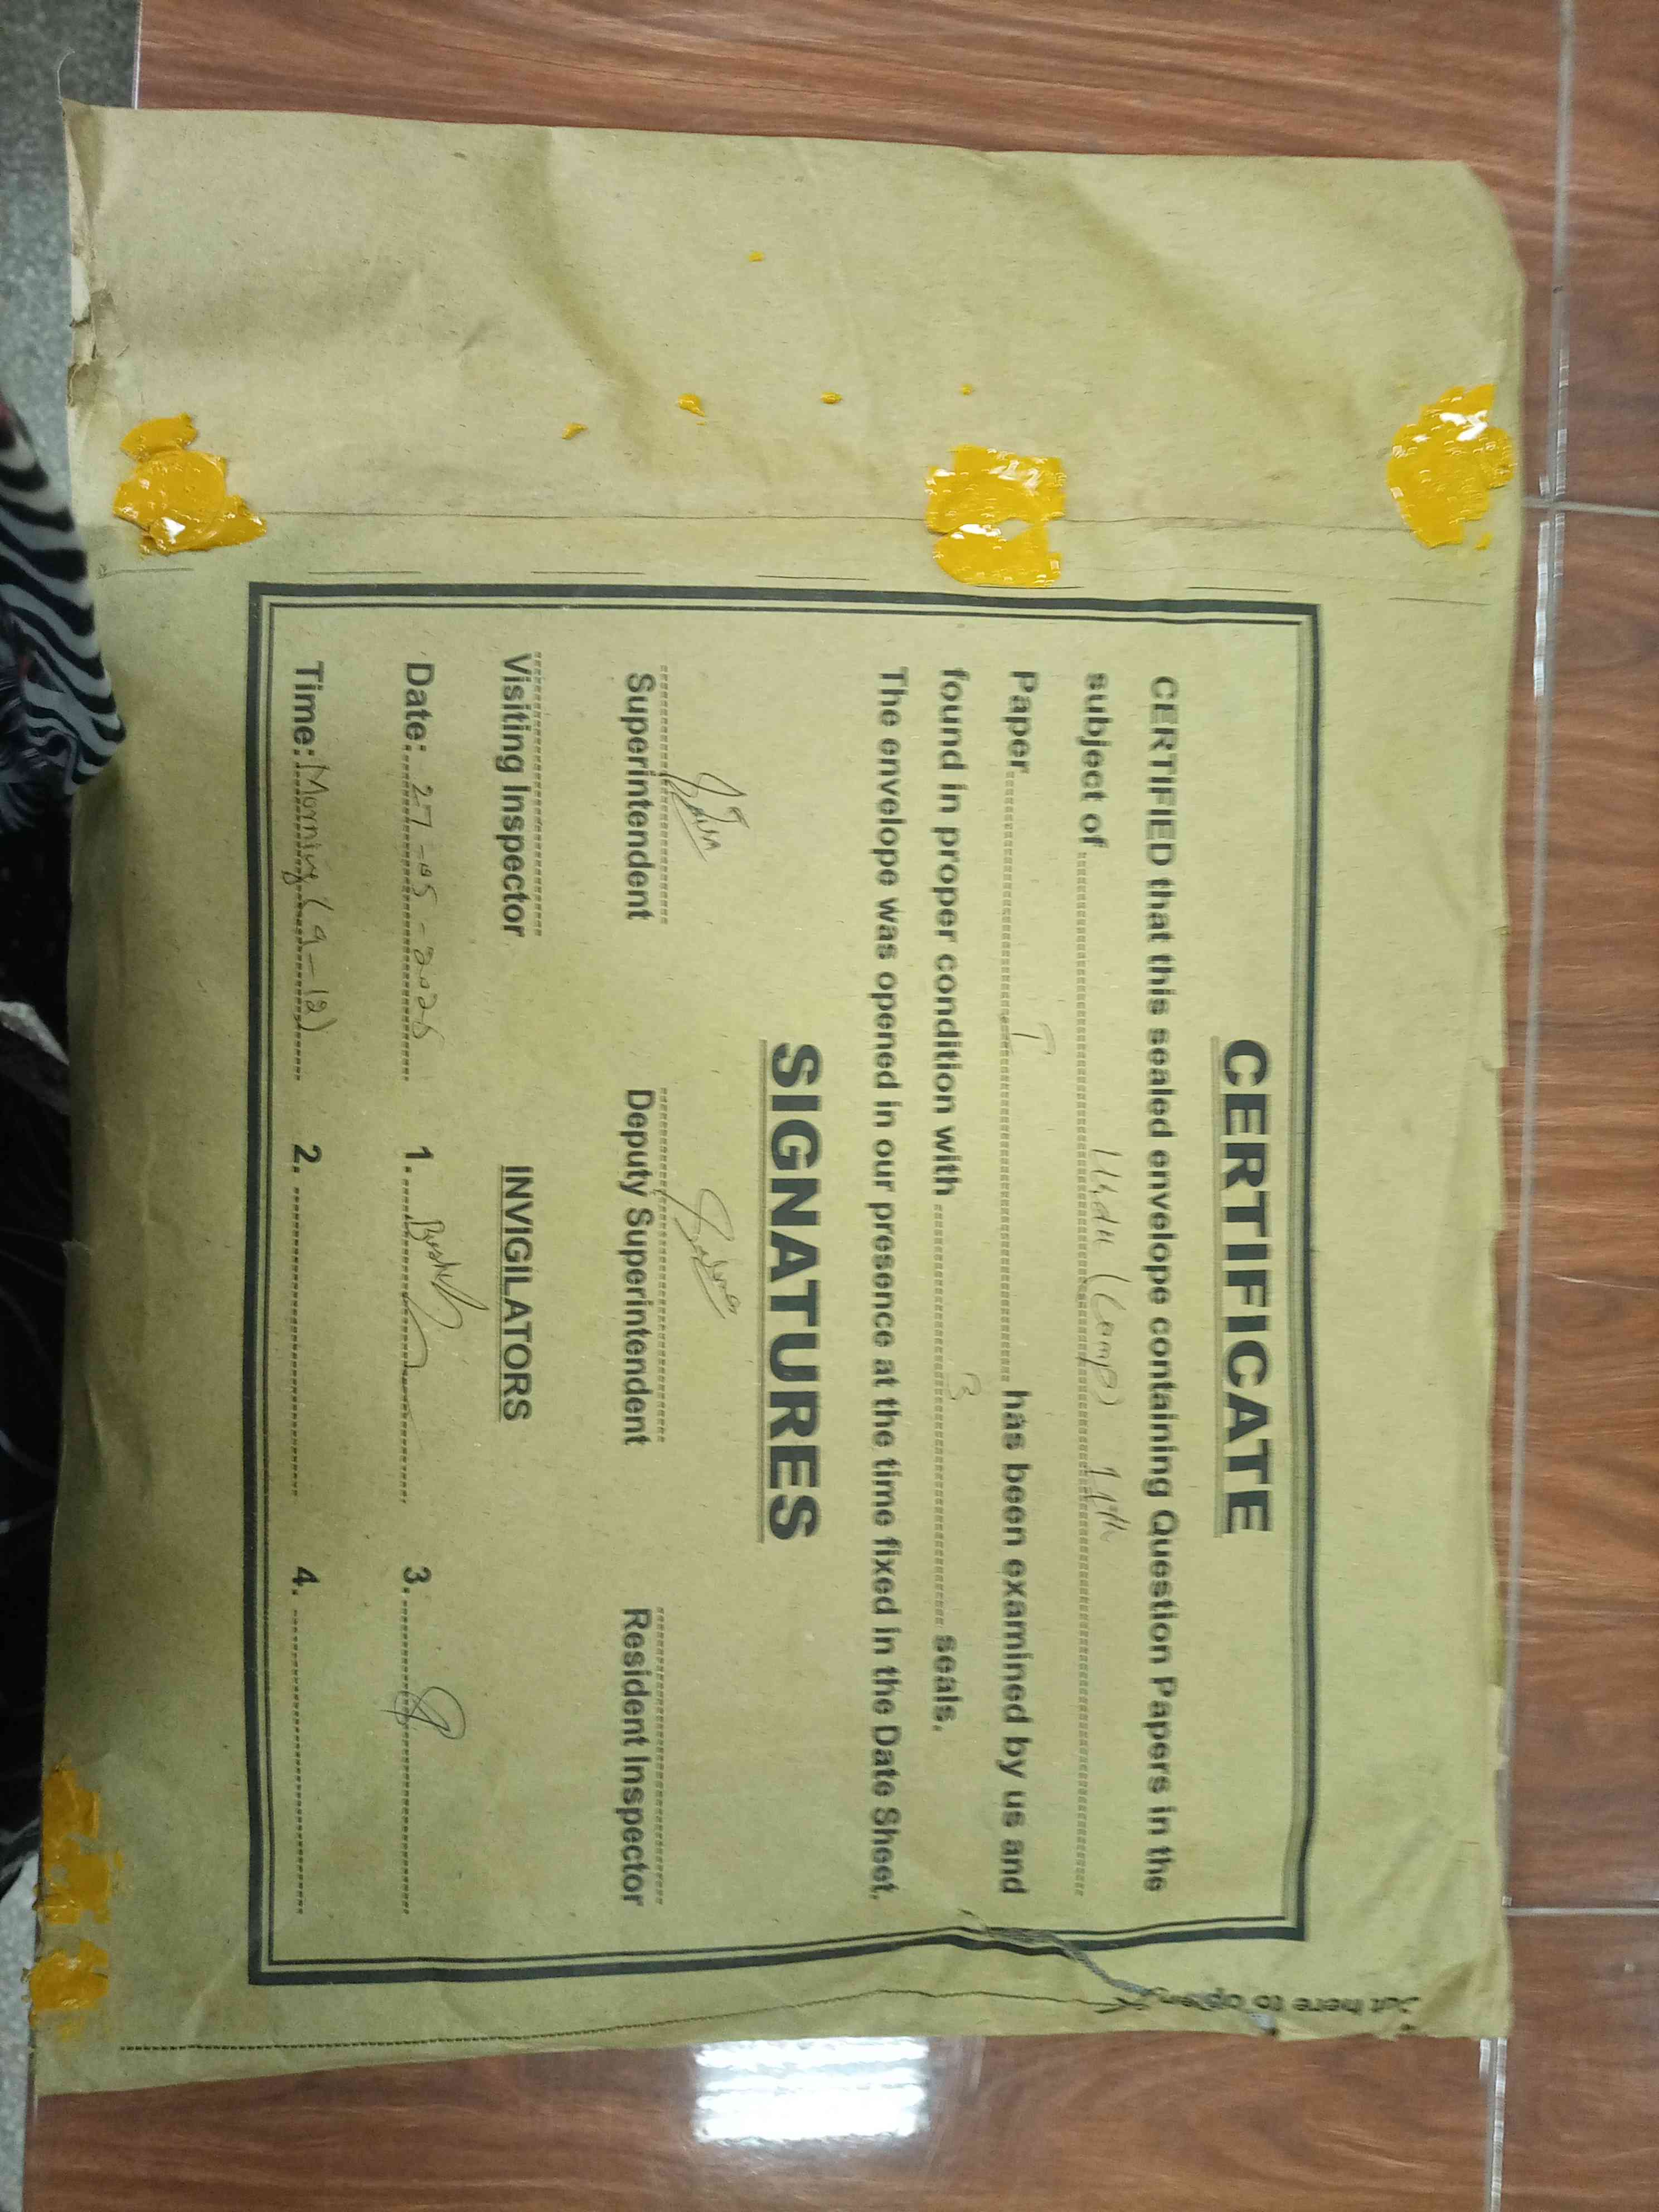 CERTIFICATE
CERTIFIED that this sealed envelope containing Question Papers in the
subject of Urdu (Comp) 11th
Paper I has been examined by us and
found in proper condition with 3 seals.
The envelope was opened in our presence at the time fixed in the Date Sheet.
SIGNATURES
Superintendent Deputy Superintendent Resident Inspector
Visiting Inspector INVIGILATORS
Date: 27-05-2025 1. 3.
Time: Morning (9-12) 2. 4.
Cut here to open